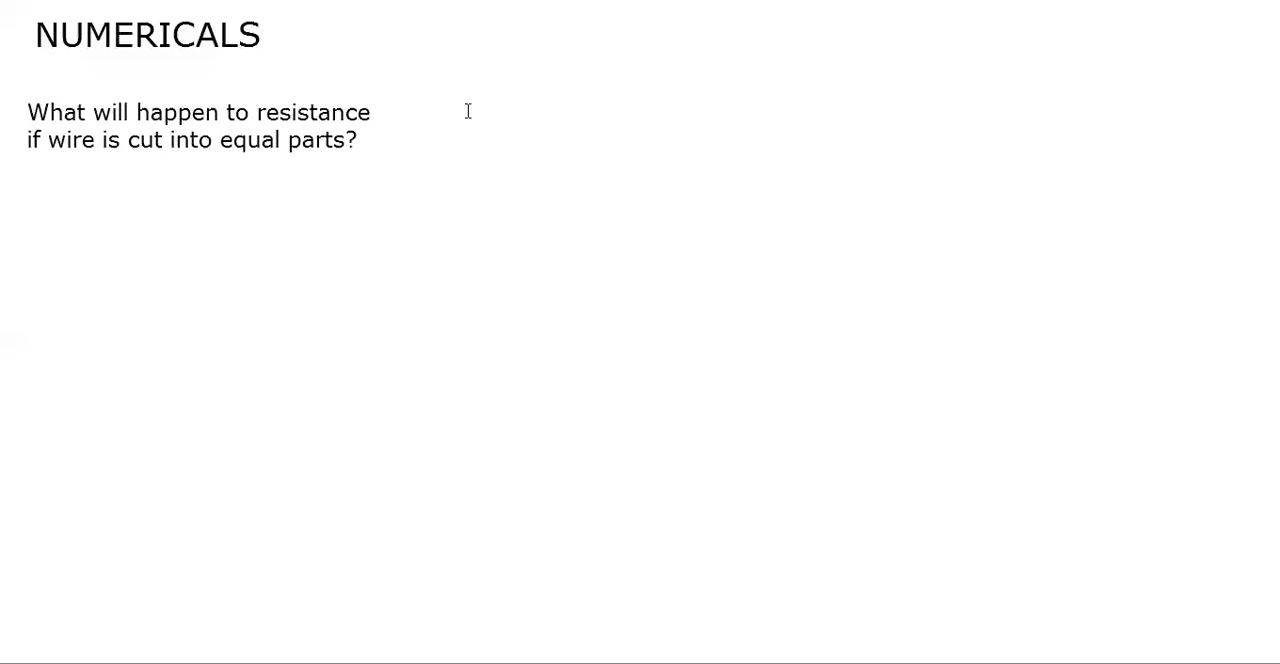 NUMERICALS
What will happen to resistance
if wire is cut into equal parts?